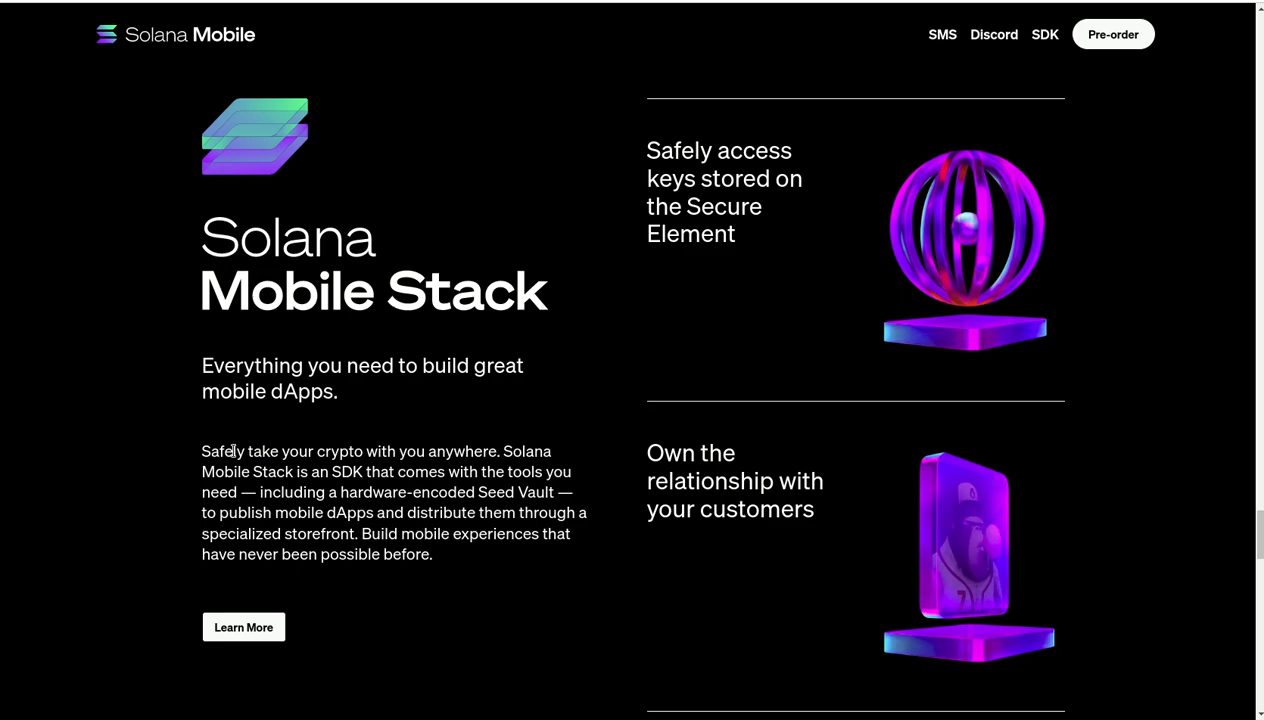 Solana Mobile
SMS Discord SDK Pre-order
Solana
Mobile Stack
Everything you need to build great
mobile dApps.
Safely take your crypto with you anywhere. Solana
Mobile Stack is an SDK that comes with the tools you
need — including a hardware-encoded Seed Vault —
to publish mobile dApps and distribute them through a
specialized storefront. Build mobile experiences that
have never been possible before.
Learn More
Safely access
keys stored on
the Secure
Element
Own the
relationship with
your customers